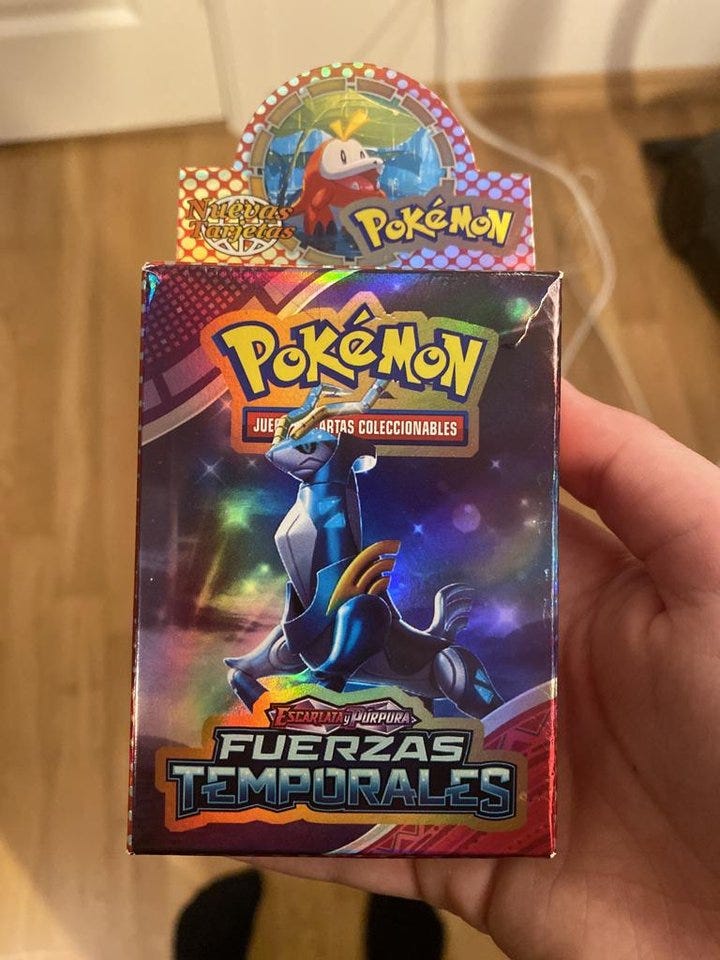 Nuevas
Tarjetas
POKéMON
POKéMON
COLECCIONABLES
ESCARLATA y PÚRPURA
FUERZAS
TEMPORALES